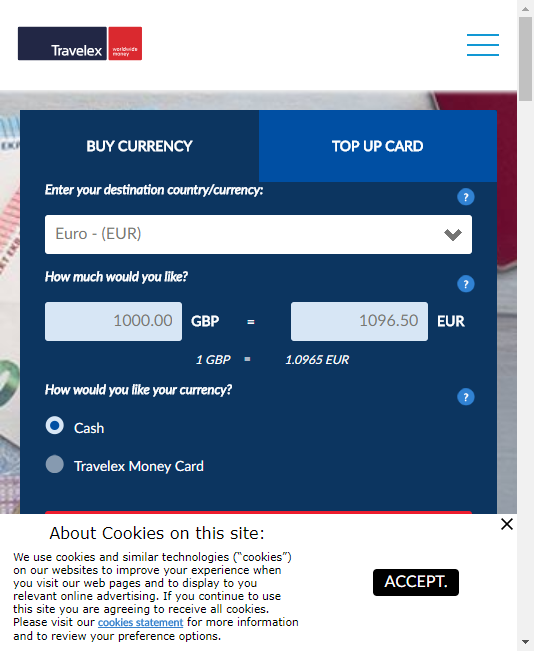 Travelex
worldwide
money
BUY CURRENCY
TOP UP CARD
Enter your destination country/currency:
?
Euro - (EUR)
How much would you like?
?
1000.00 GBP = 1096.50 EUR
1 GBP = 1.0965 EUR
How would you like your currency?
?
Cash
Travelex Money Card
About Cookies on this site:
We use cookies and similar technologies (“cookies”)
on our websites to improve your experience when
you visit our web pages and to display to you
relevant online advertising. If you continue to use
this site you are agreeing to receive all cookies.
Please visit our cookies statement for more information
and to review your preference options.
ACCEPT.